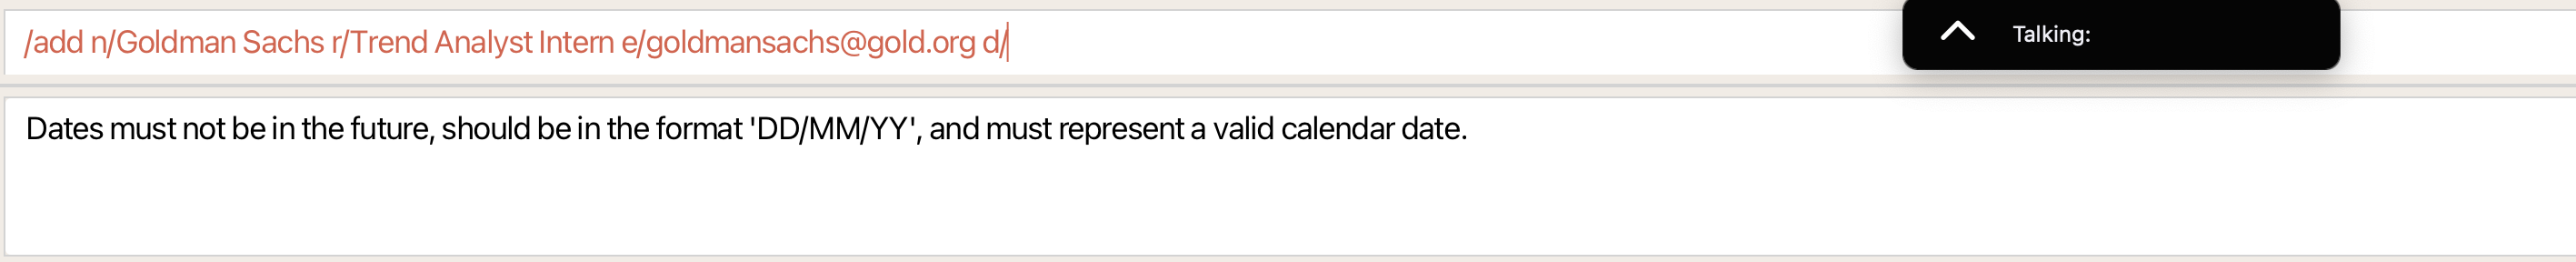 /add n/Goldman Sachs r/Trend Analyst Intern e/goldmansachs@gold.org d/
Talking:
Dates must not be in the future, should be in the format 'DD/MM/YY', and must represent a valid calendar date.